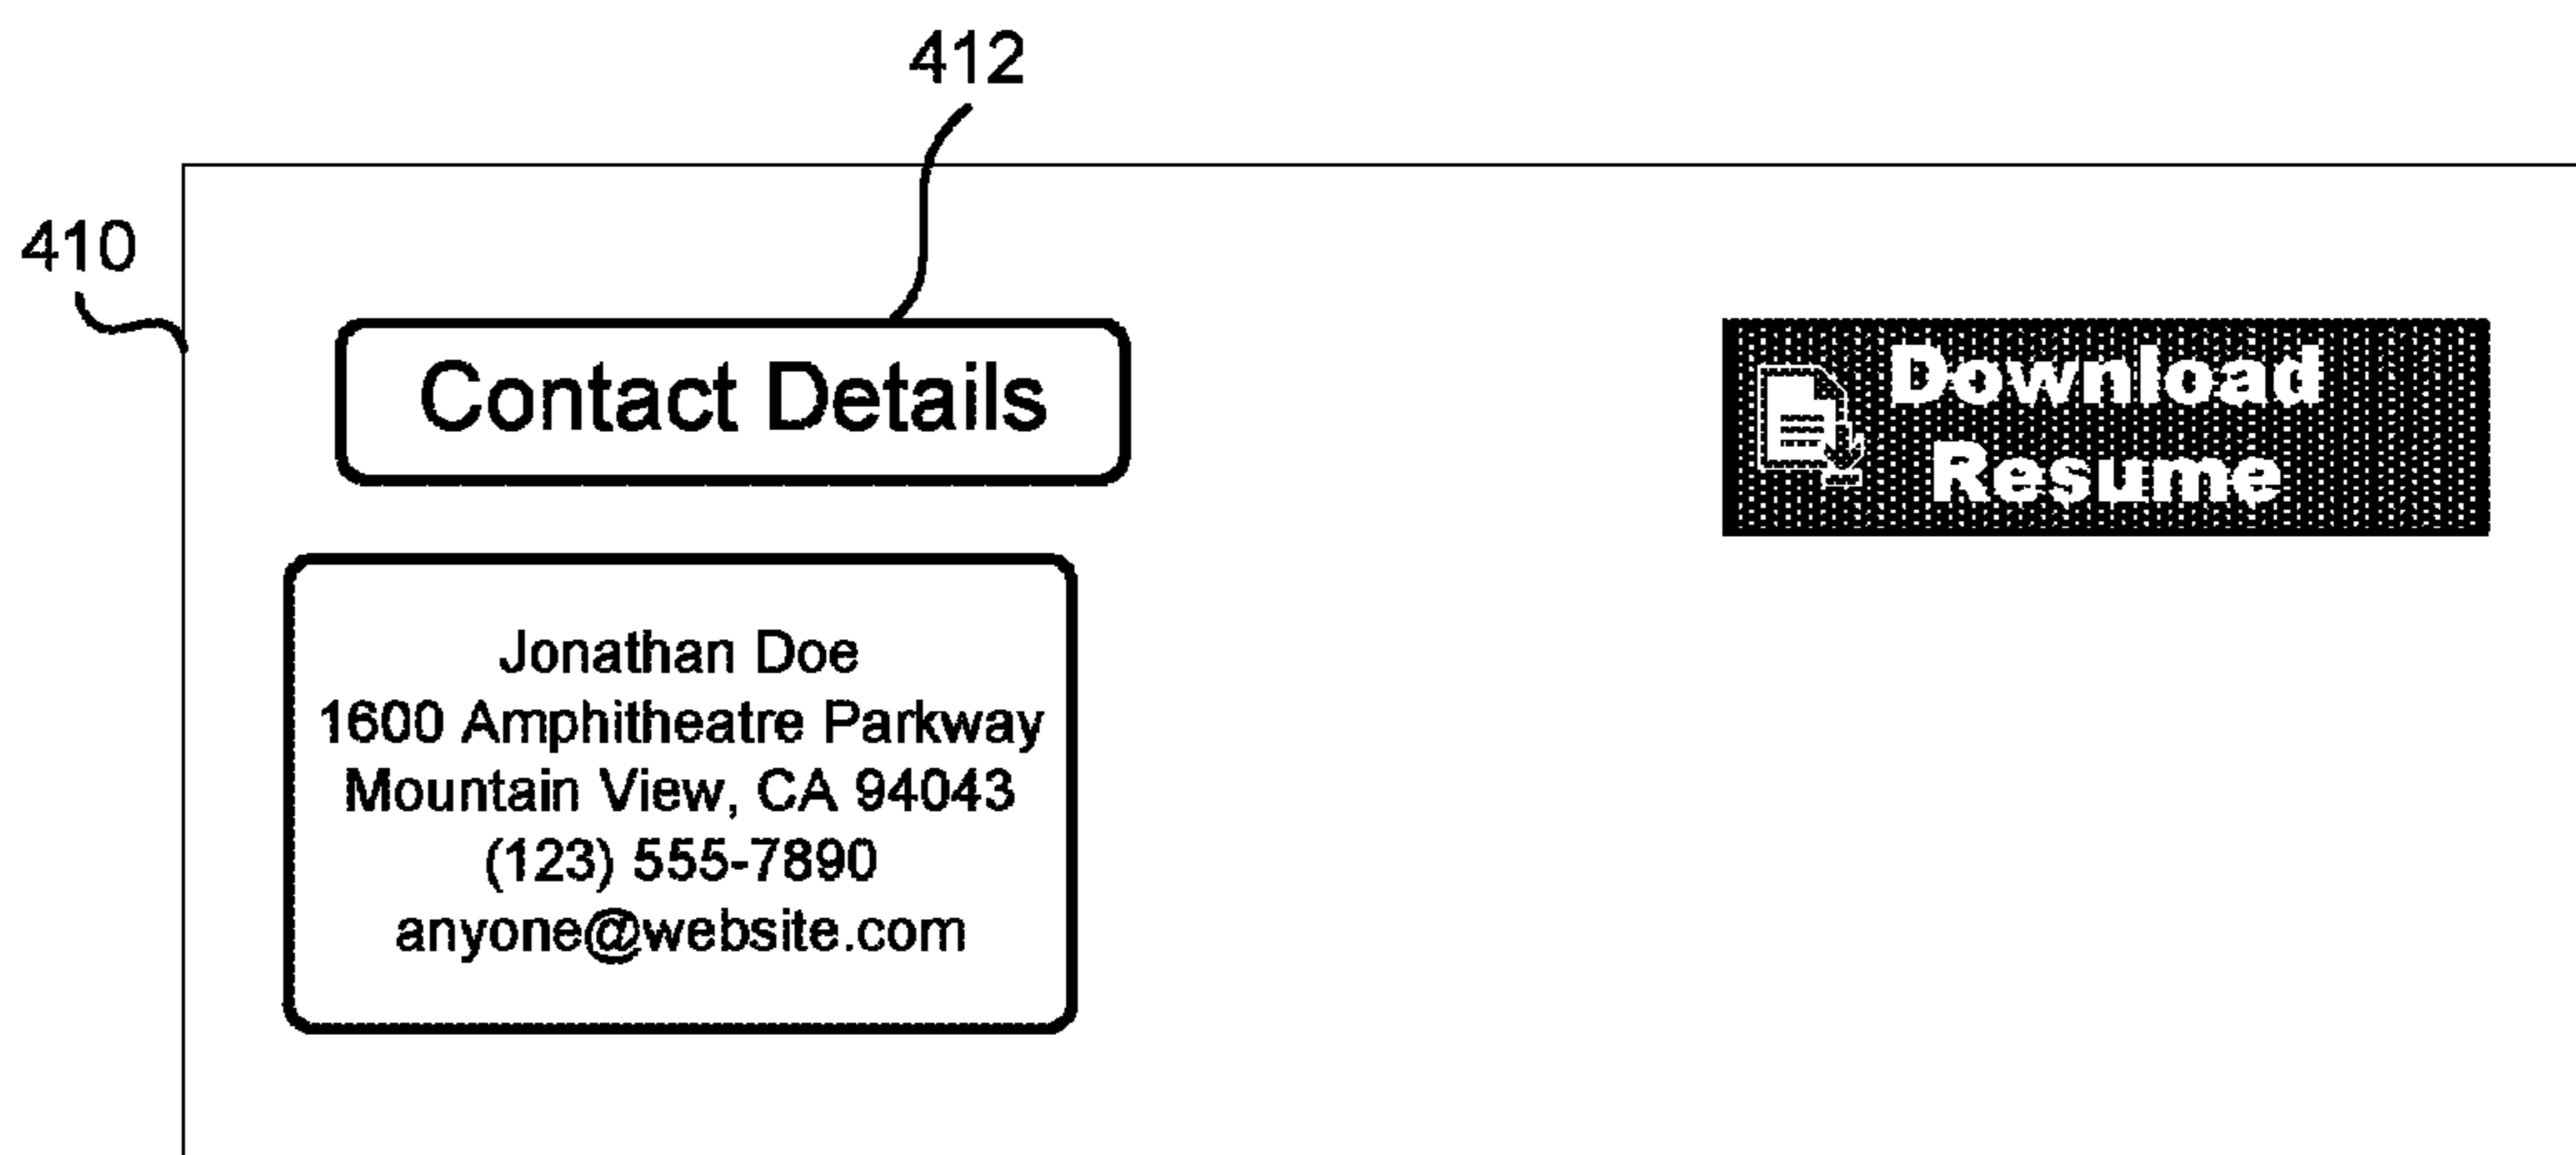 412
410
Contact Details
Download
Resume
Jonathan Doe
1600 Amphitheatre Parkway
Mountain View, CA 94043
(123) 555-7890
anyone@website.com